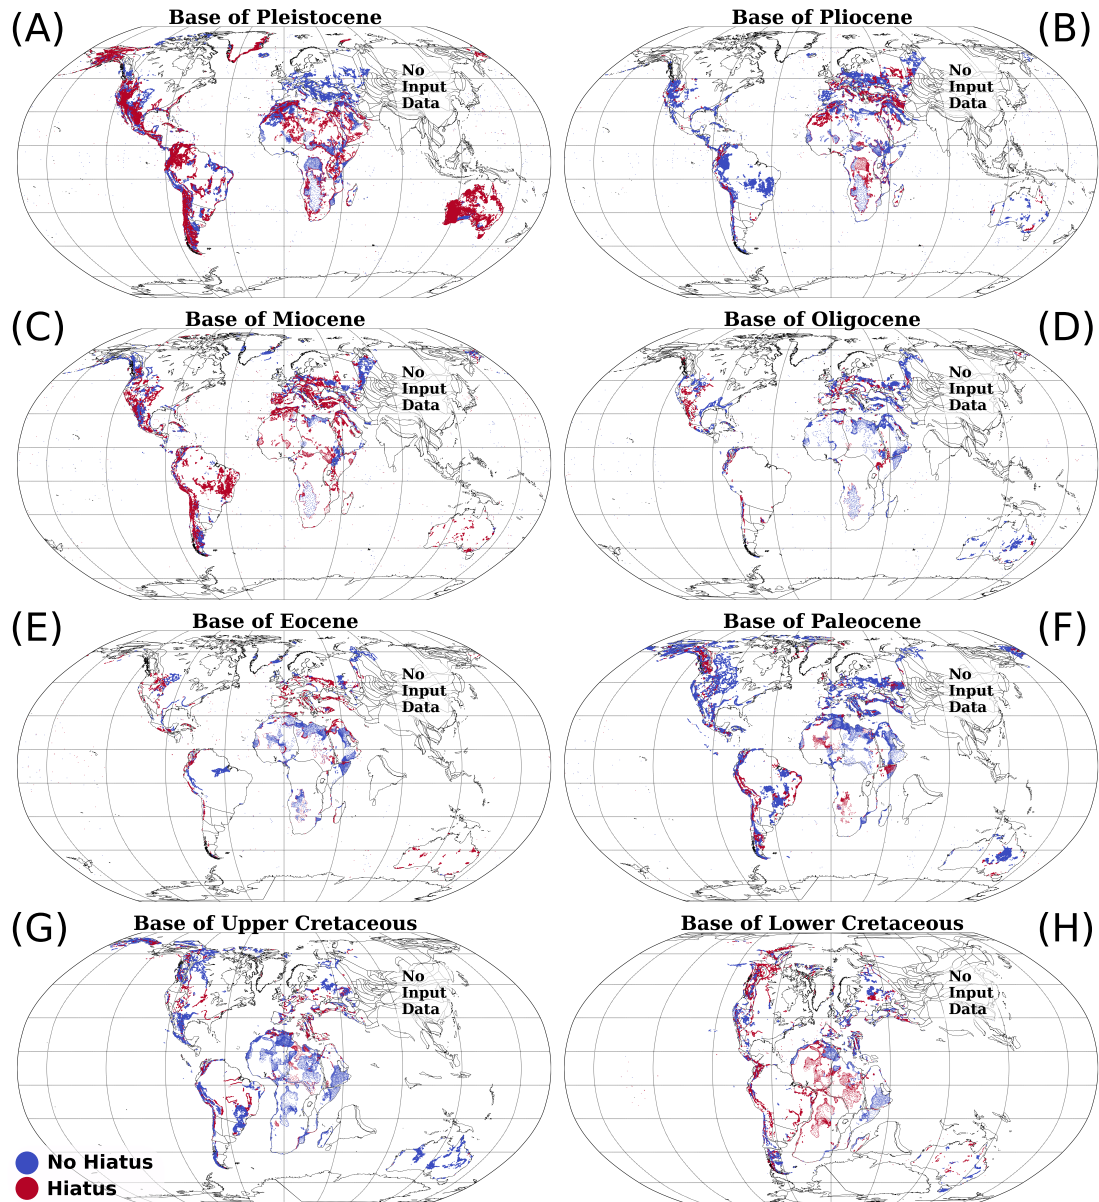 (A)
Base of Pleistocene
No
Input
Data
Base of Pliocene
(B)
No
Input
Data
(C)
Base of Miocene
No
Input
Data
Base of Oligocene
(D)
No
Input
Data
(E)
Base of Eocene
No
Input
Data
Base of Paleocene
(F)
No
Input
Data
(G)
Base of Upper Cretaceous
No
Input
Data
Base of Lower Cretaceous
(H)
No
Input
Data
No Hiatus
Hiatus